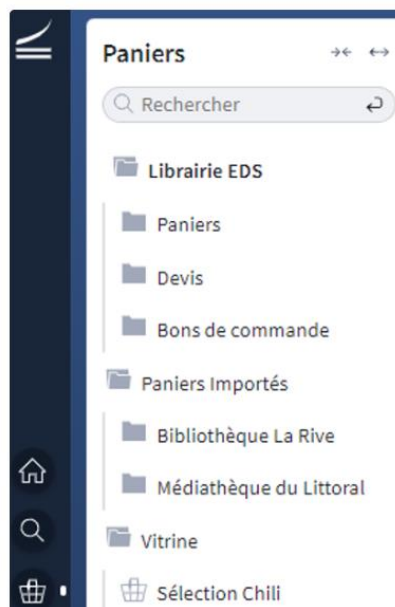 Paniers
Rechercher
Librairie EDS
Paniers
Devis
Bons de commande
Paniers Importés
Bibliothèque La Rive
Médiathèque du Littoral
Vitrine
Sélection Chili